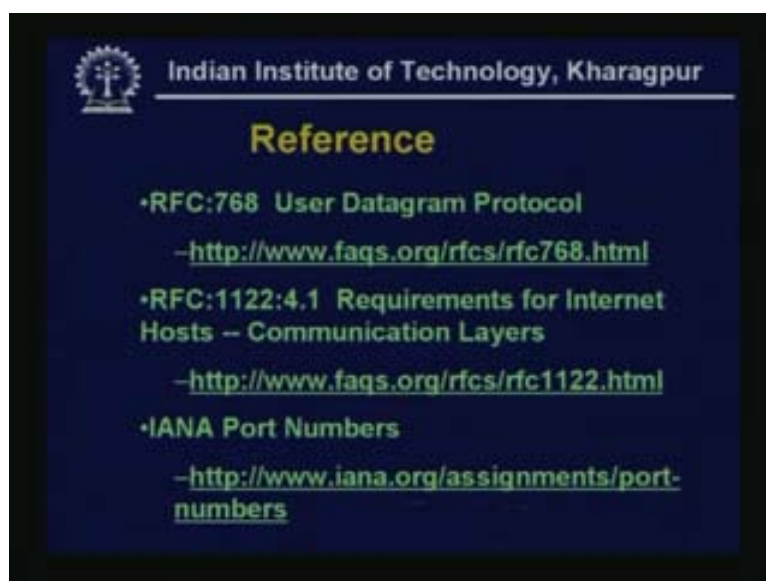 Indian Institute of Technology, Kharagpur
Reference
•RFC:768 User Datagram Protocol
–http://www.faqs.org/rfcs/rfc768.html
•RFC:1122:4.1 Requirements for Internet
Hosts -- Communication Layers
–http://www.faqs.org/rfcs/rfc1122.html
•IANA Port Numbers
–http://www.iana.org/assignments/port-
numbers